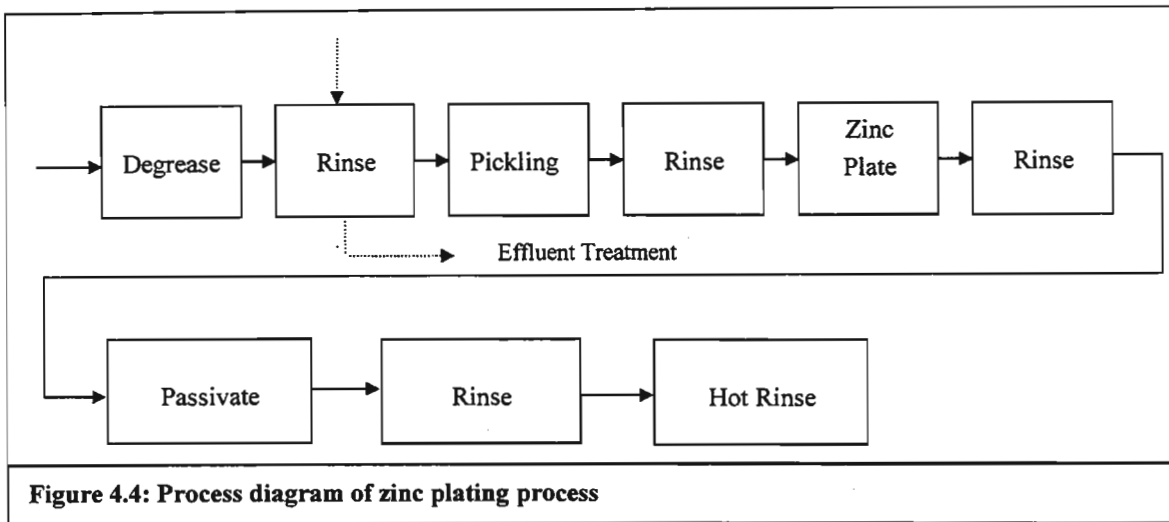 Degrease
Rinse
Pickling
Rinse
Zinc
Plate
Rinse
Effluent Treatment
Passivate
Rinse
Hot Rinse
Figure 4.4: Process diagram of zinc plating process